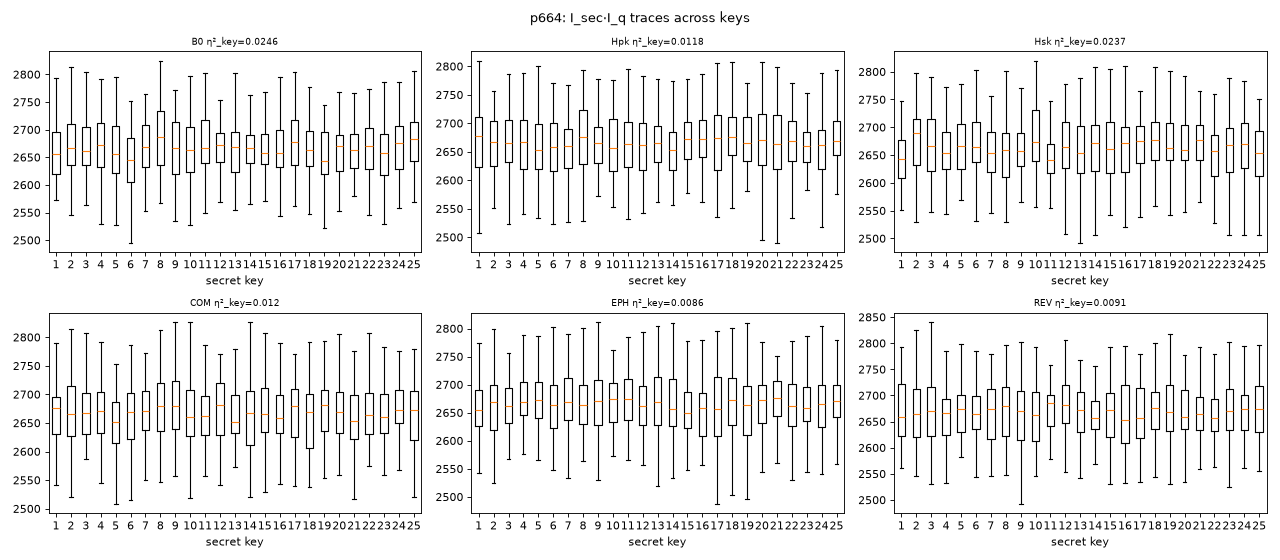 p664: I_sec·I_q traces across keys
B0 η²_key=0.0246
2800
2750
2700
2650
2600
2550
2500
1 2 3 4 5 6 7 8 9 10 11 12 13 14 15 16 17 18 19 20 21 22 23 24 25
secret key
Hpk η²_key=0.0118
2800
2750
2700
2650
2600
2550
2500
1 2 3 4 5 6 7 8 9 10 11 12 13 14 15 16 17 18 19 20 21 22 23 24 25
secret key
Hsk η²_key=0.0237
2800
2750
2700
2650
2600
2550
2500
1 2 3 4 5 6 7 8 9 10 11 12 13 14 15 16 17 18 19 20 21 22 23 24 25
secret key
COM η²_key=0.012
2800
2750
2700
2650
2600
2550
2500
1 2 3 4 5 6 7 8 9 10 11 12 13 14 15 16 17 18 19 20 21 22 23 24 25
secret key
EPH η²_key=0.0086
2800
2750
2700
2650
2600
2550
2500
1 2 3 4 5 6 7 8 9 10 11 12 13 14 15 16 17 18 19 20 21 22 23 24 25
secret key
REV η²_key=0.0091
2850
2800
2750
2700
2650
2600
2550
2500
1 2 3 4 5 6 7 8 9 10 11 12 13 14 15 16 17 18 19 20 21 22 23 24 25
secret key